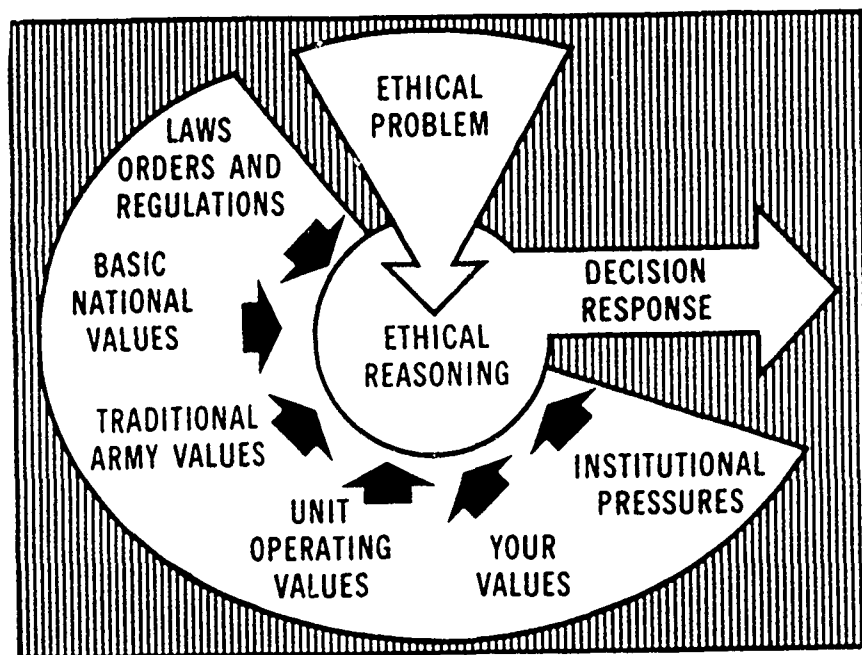 ETHICAL
PROBLEM
LAWS
ORDERS AND
REGULATIONS
BASIC
NATIONAL
VALUES
TRADITIONAL
ARMY VALUES
UNIT
OPERATING
VALUES
YOUR
VALUES
INSTITUTIONAL
PRESSURES
ETHICAL
REASONING
DECISION
RESPONSE